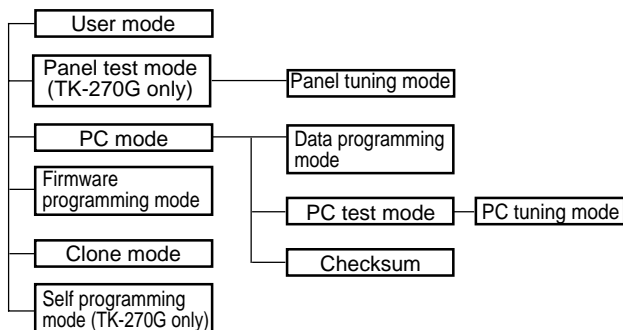 User mode
Panel test mode
(TK-270G only)
Panel tuning mode
PC mode
Data programming
mode
Firmware
programming mode
PC test mode
PC tuning mode
Clone mode
Checksum
Self programming
mode (TK-270G only)